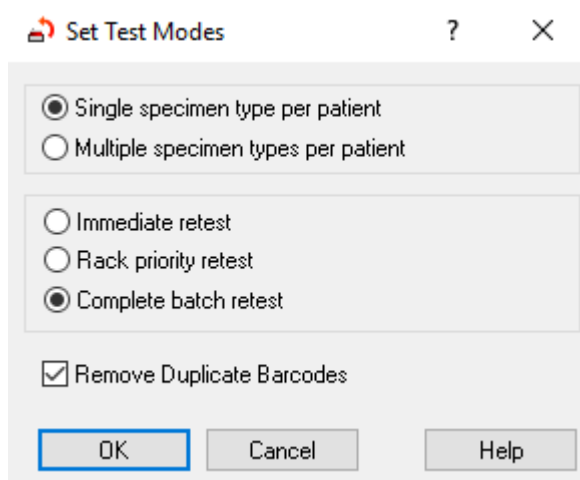 Set Test Modes ?
Single specimen type per patient
Multiple specimen types per patient
Immediate retest
Rack priority retest
Complete batch retest
Remove Duplicate Barcodes
OK Cancel Help